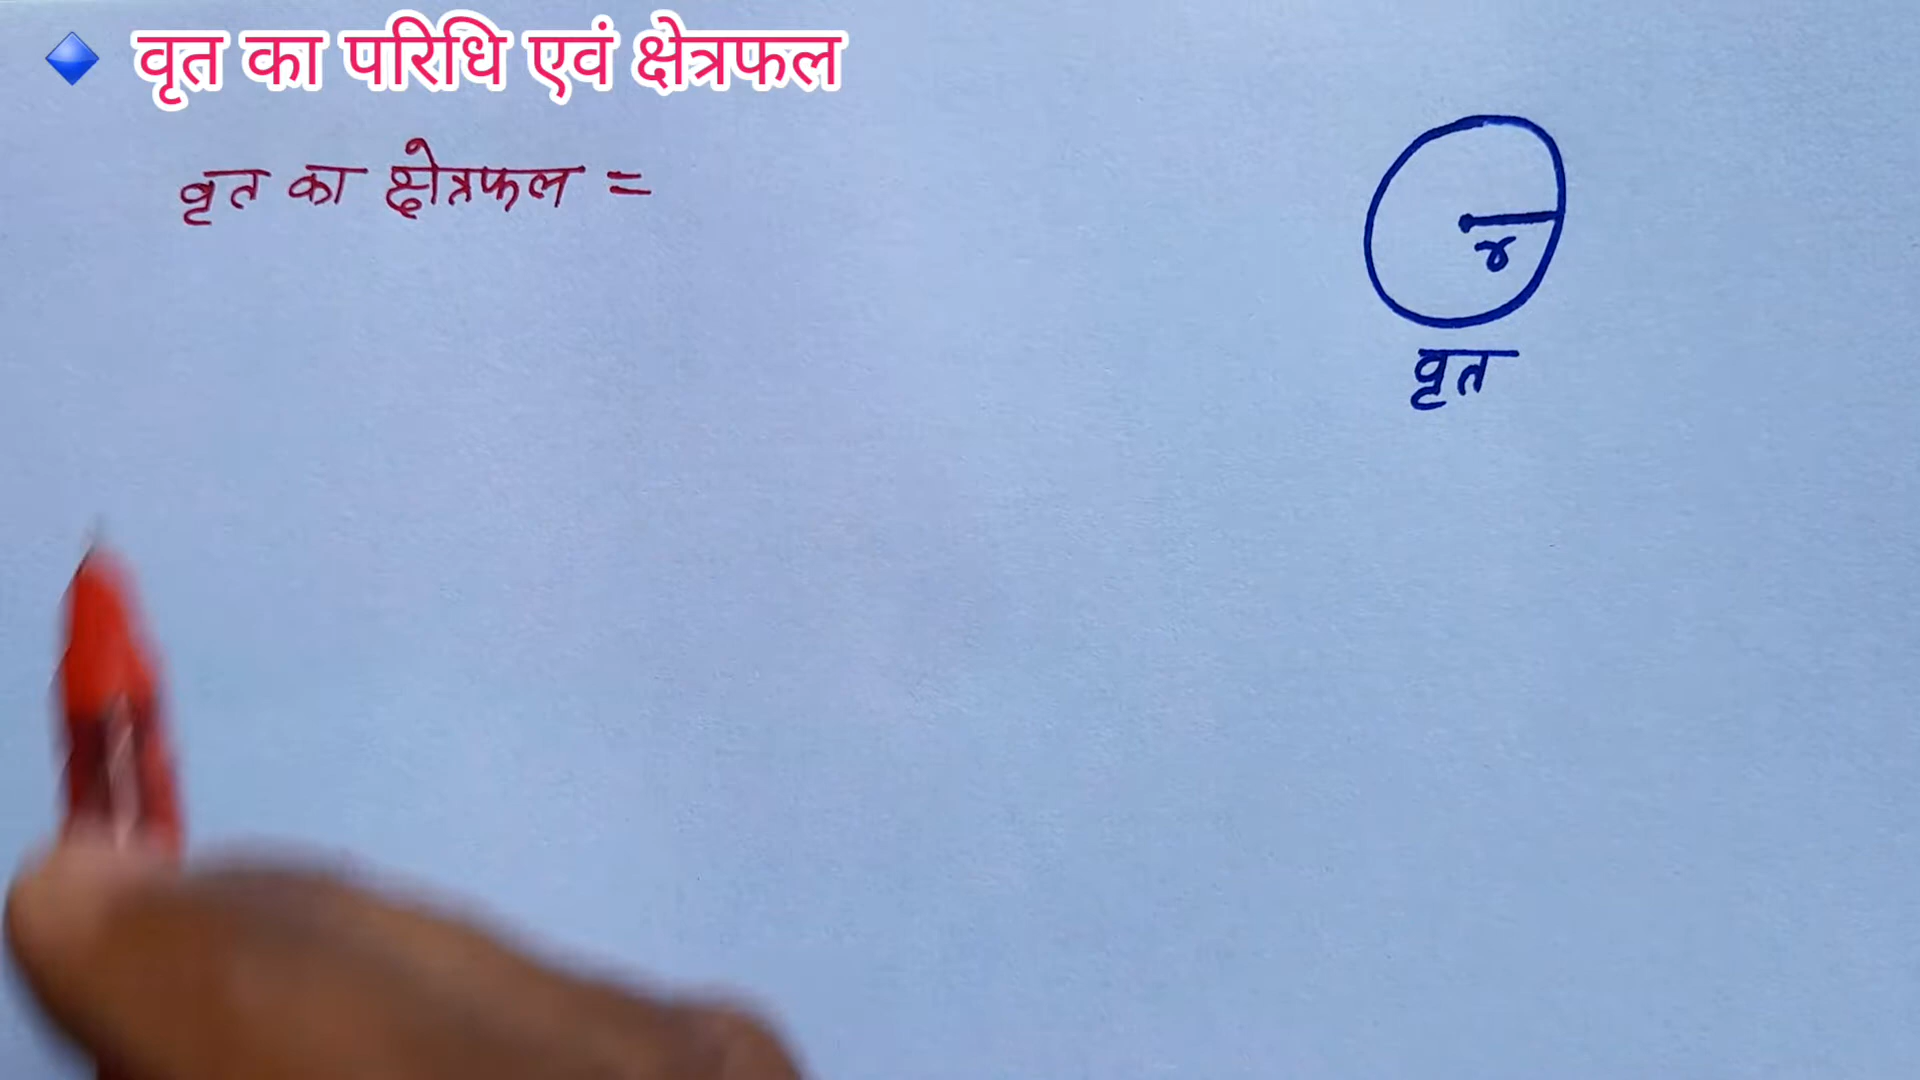 वृत का परिधि एवं क्षेत्रफल
वृत का क्षेत्रफल =
r
वृत